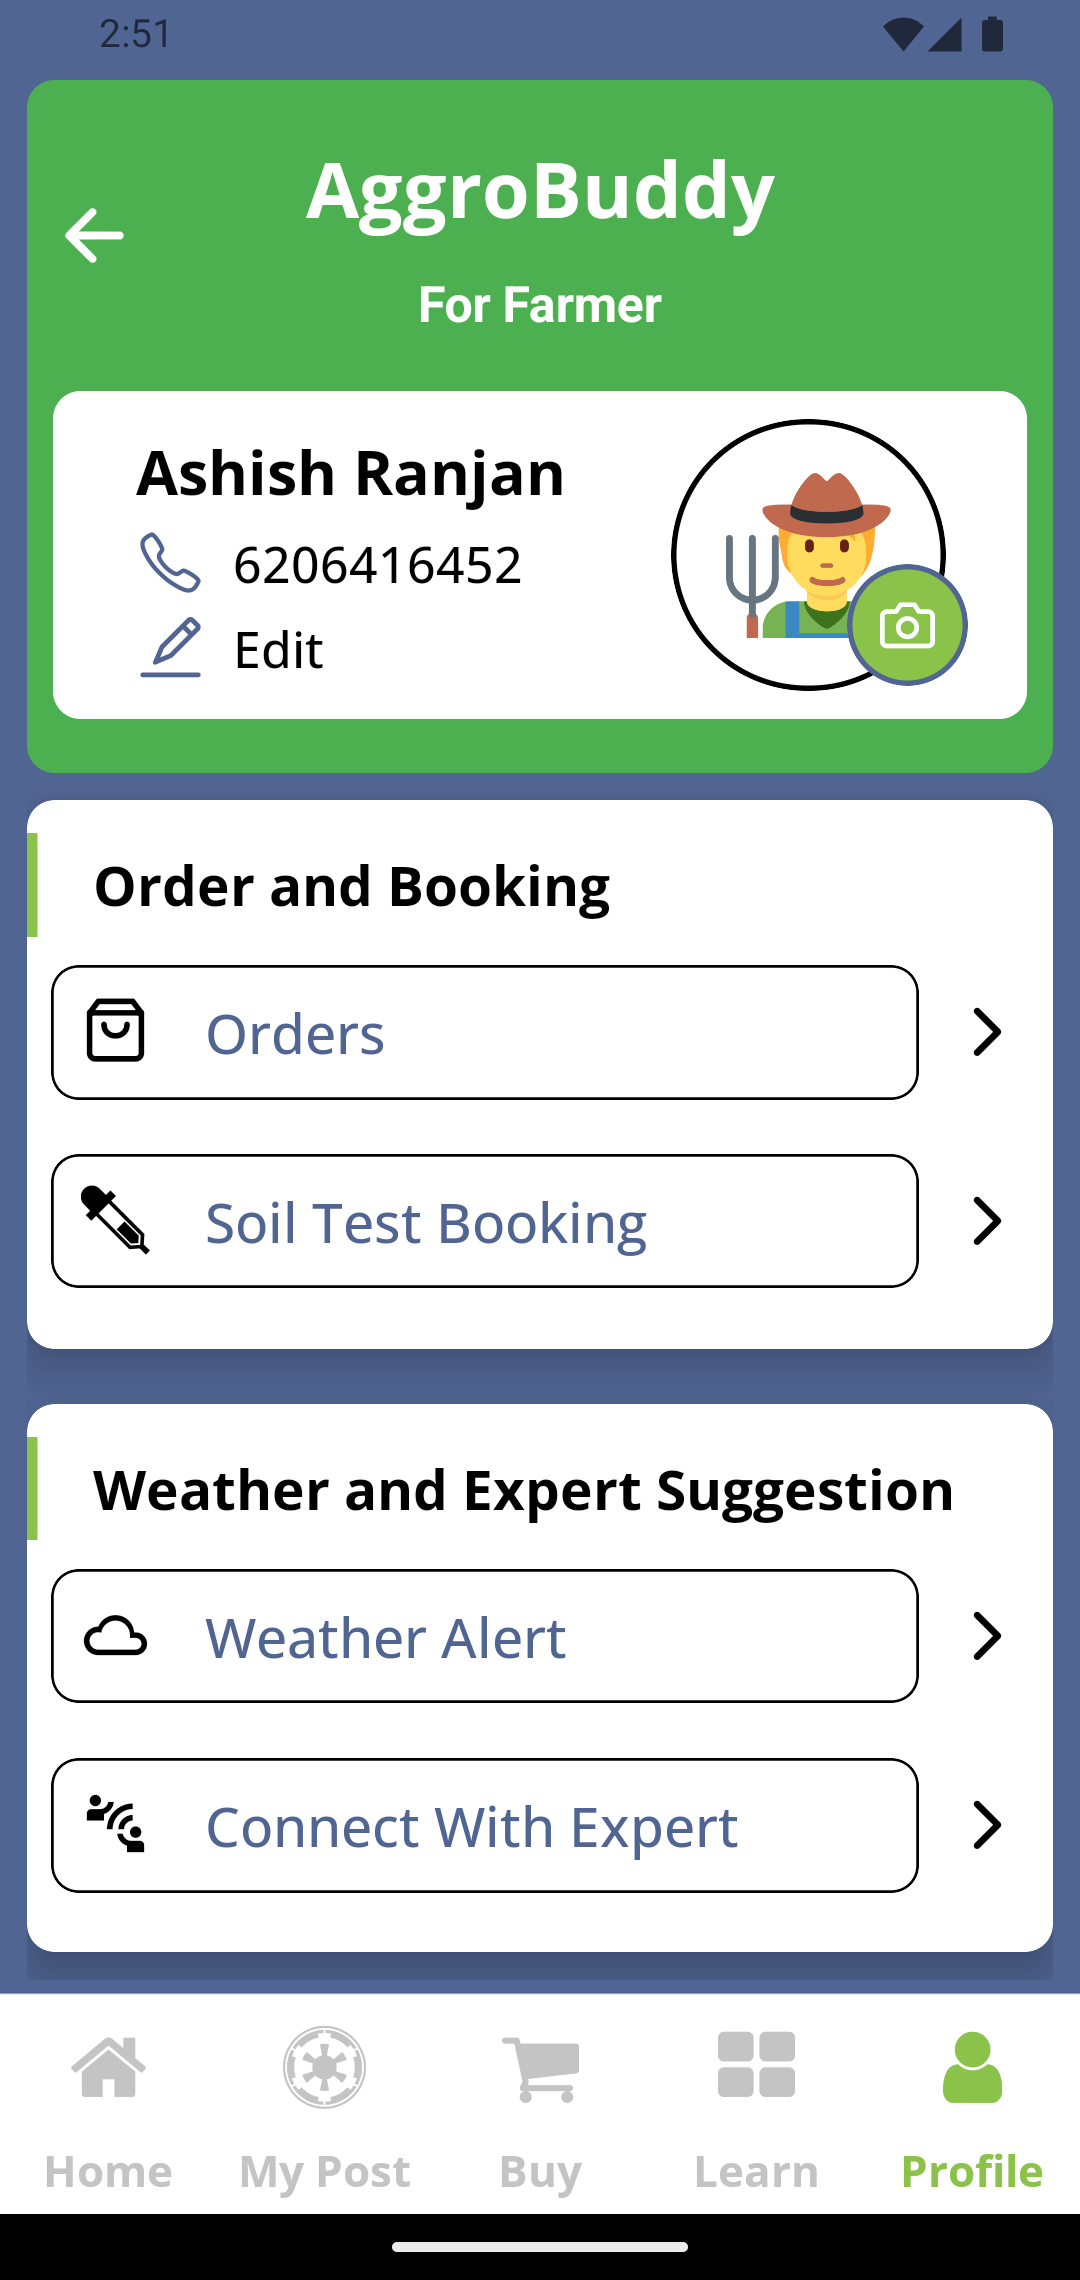 2:51
AggroBuddy
For Farmer
Ashish Ranjan
6206416452
Edit
Order and Booking
Orders
Soil Test Booking
Weather and Expert Suggestion
Weather Alert
Connect With Expert
Home My Post Buy Learn Profile